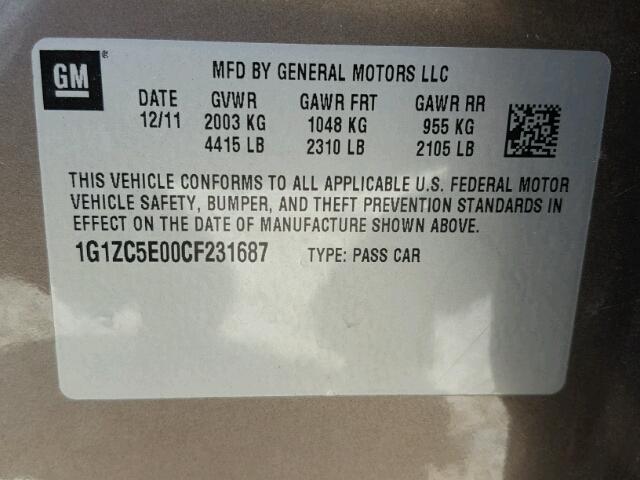 GM MFD BY GENERAL MOTORS LLC
DATE GVWR GAWR FRT GAWR RR
12/11 2003 KG 1048 KG 955 KG
4415 LB 2310 LB 2105 LB
THIS VEHICLE CONFORMS TO ALL APPLICABLE U.S. FEDERAL MOTOR
VEHICLE SAFETY, BUMPER, AND THEFT PREVENTION STANDARDS IN
EFFECT ON THE DATE OF MANUFACTURE SHOWN ABOVE.
1G1ZC5E00CF231687 TYPE: PASS CAR